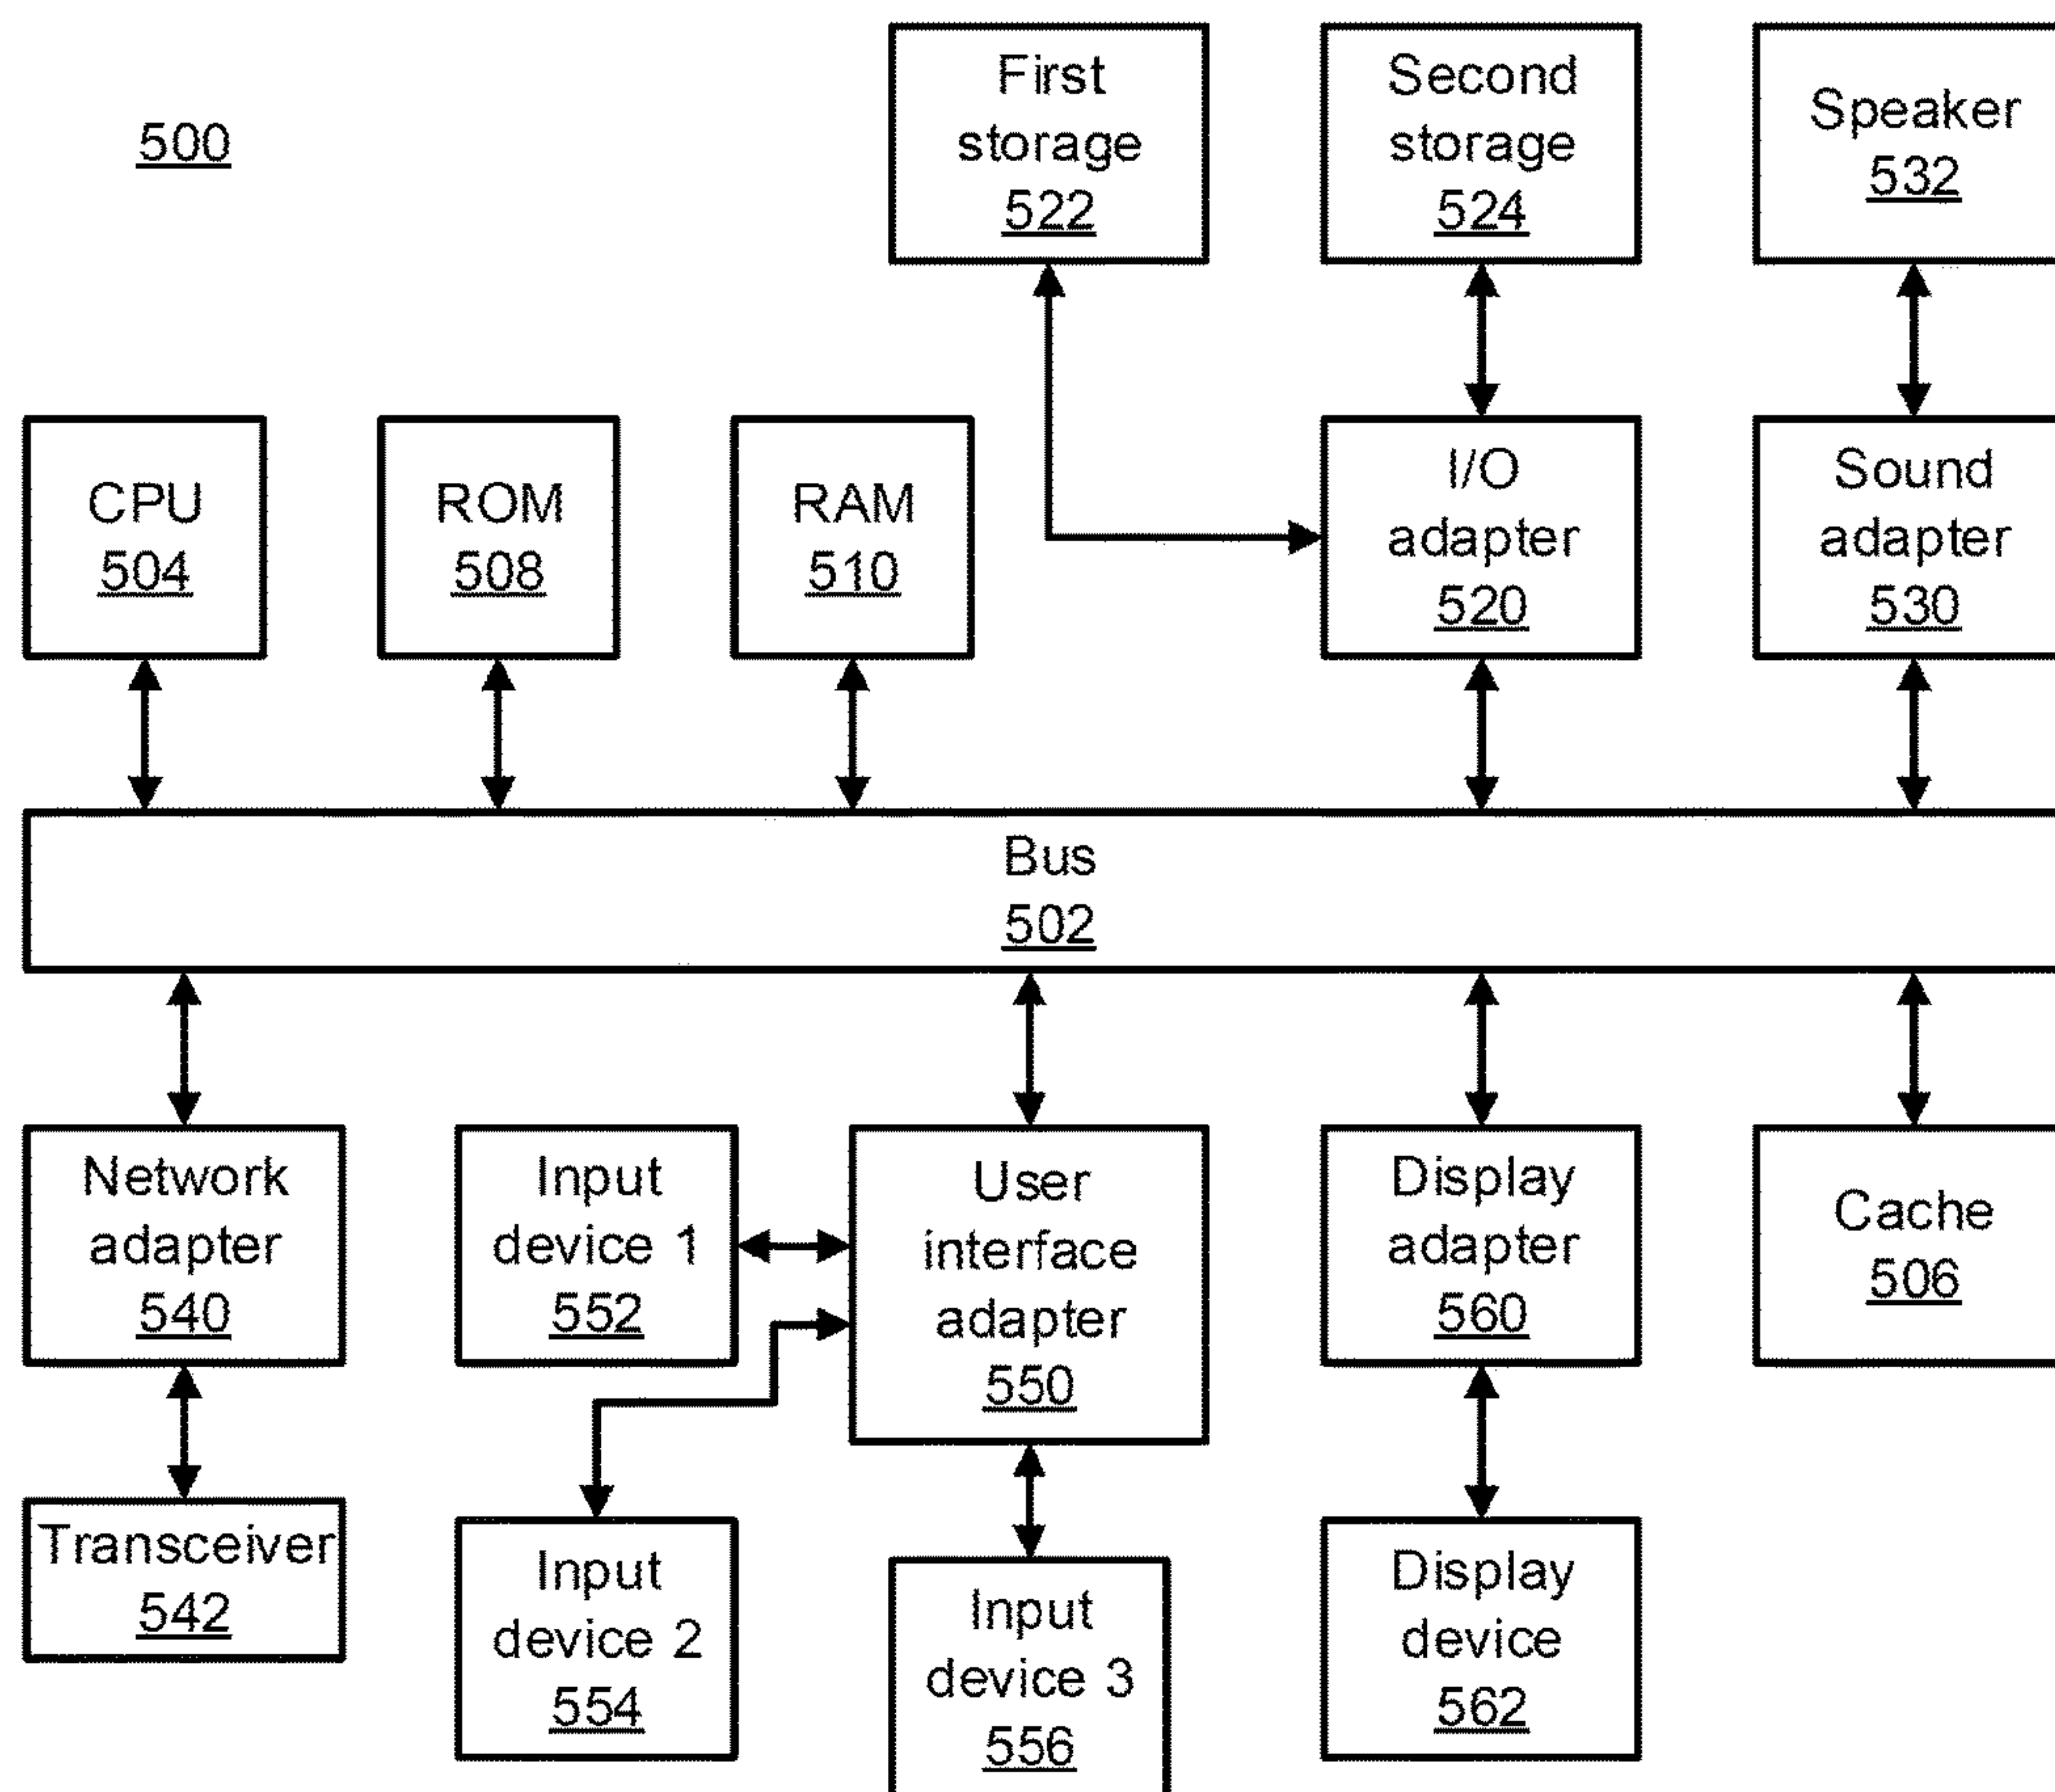 500
First
storage
522
Second
storage
524
Speaker
532
CPU
504
ROM
508
RAM
510
I/O
adapter
520
Sound
adapter
530
Bus
502
Network
adapter
540
Input
device 1
552
User
interface
adapter
550
Display
adapter
560
Cache
506
Transceiver
542
Input
device 2
554
Input
device 3
556
Display
device
562